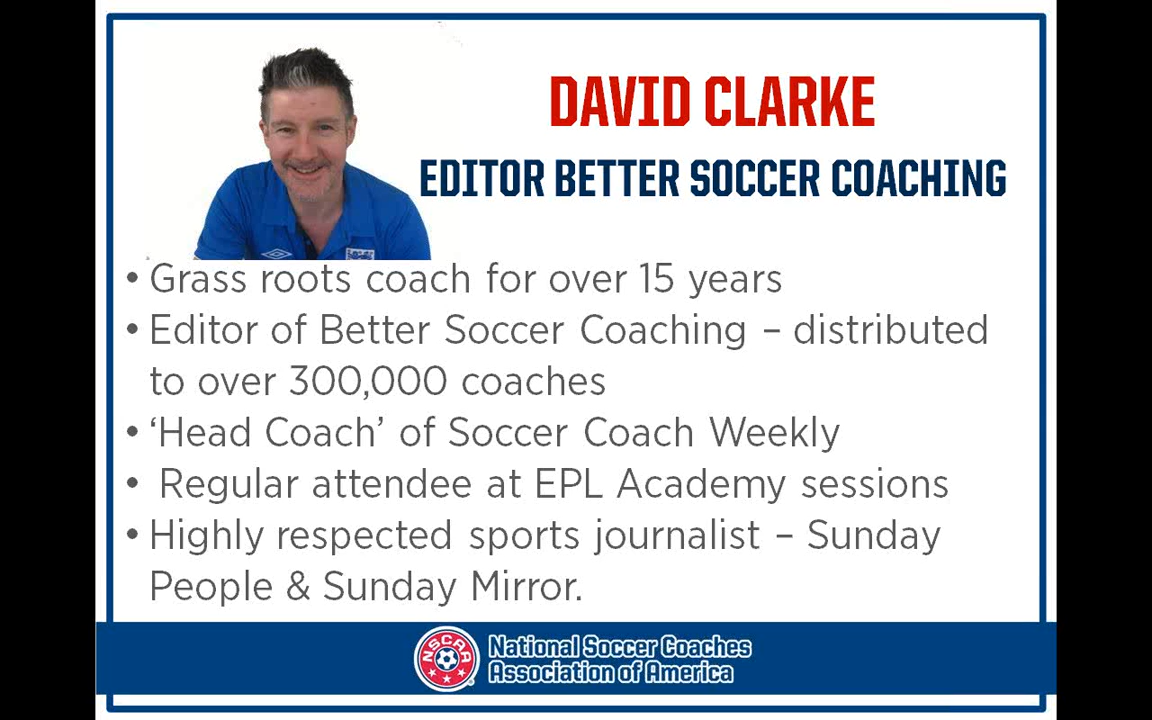 DAVID CLARKE
EDITOR BETTER SOCCER COACHING
• Grass roots coach for over 15 years
• Editor of Better Soccer Coaching – distributed
to over 300,000 coaches
• ‘Head Coach’ of Soccer Coach Weekly
• Regular attendee at EPL Academy sessions
• Highly respected sports journalist – Sunday
People & Sunday Mirror.
NSCAA
National Soccer Coaches
Association of America